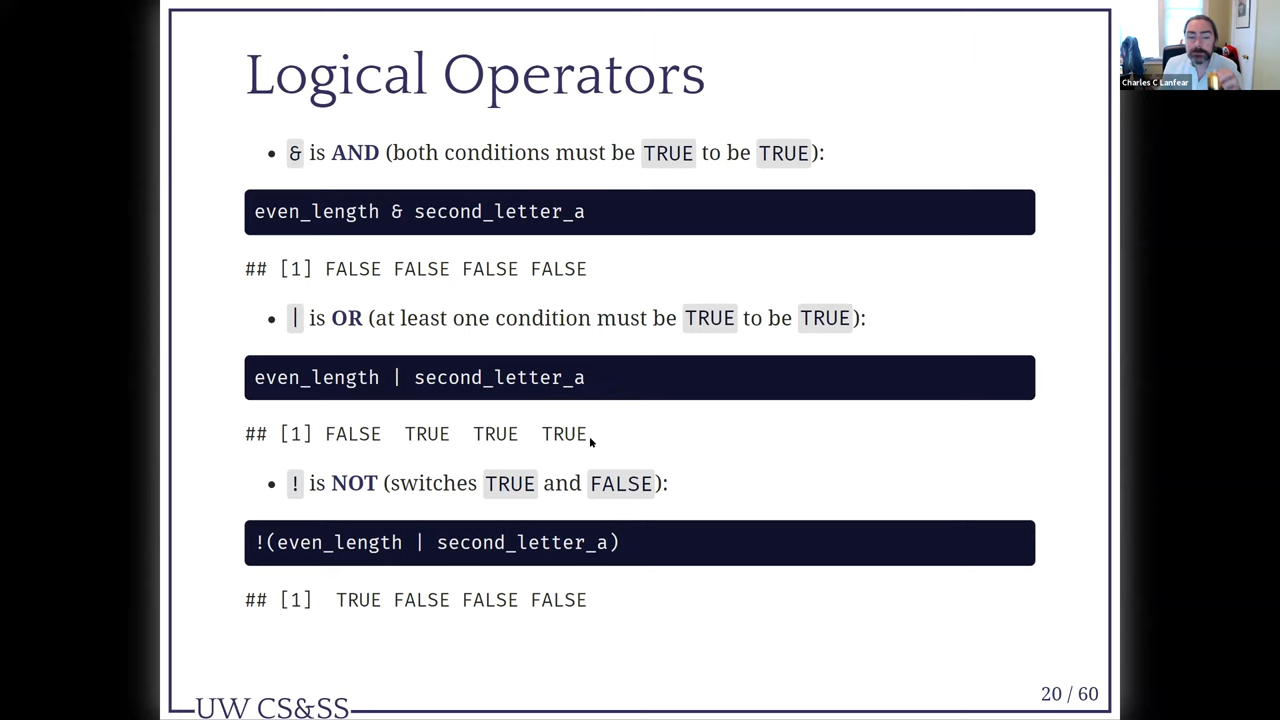 Logical Operators
Charles C Lanfear
• & is AND (both conditions must be TRUE to be TRUE):
even_length & second_letter_a
## [1] FALSE FALSE FALSE FALSE
• | is OR (at least one condition must be TRUE to be TRUE):
even_length | second_letter_a
## [1] FALSE  TRUE  TRUE  TRUE
• ! is NOT (switches TRUE and FALSE):
!(even_length | second_letter_a)
## [1]  TRUE FALSE FALSE FALSE
UW CS&SS
20 / 60